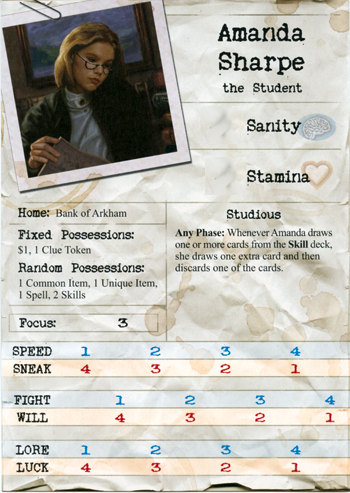 Amanda
Sharpe
the Student
Sanity
Stamina
Home: Bank of Arkham
Fixed Possessions:
$1, 1 Clue Token
Random Possessions:
1 Common Item, 1 Unique Item,
1 Spell, 2 Skills
Focus: 3
Studious
Any Phase: Whenever Amanda draws
one or more cards from the Skill deck,
she draws one extra card and then
discards one of the cards.
SPEED 1 2 3 4
SNEAK 4 3 2 1
FIGHT 1 2 3 4
WILL 4 3 2 1
LORE 1 2 3 4
LUCK 4 3 2 1